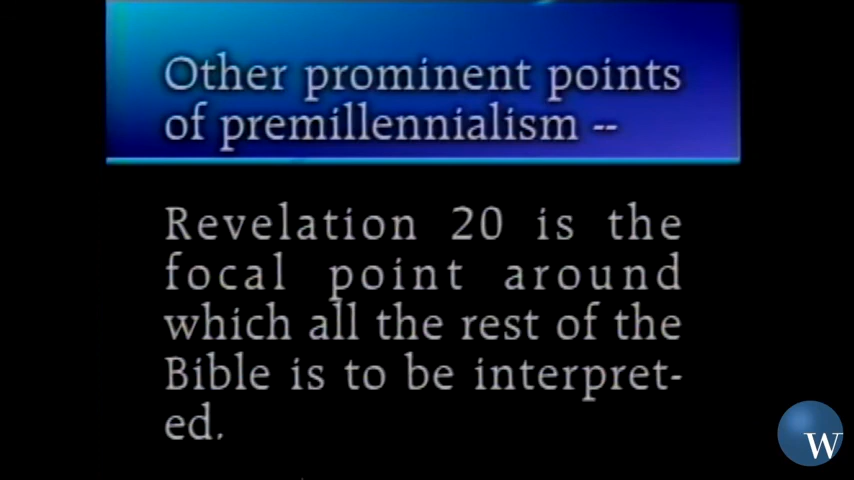 Other prominent points
of premillennialism --
Revelation 20 is the
focal point around
which all the rest of the
Bible is to be interpret-
ed.
W